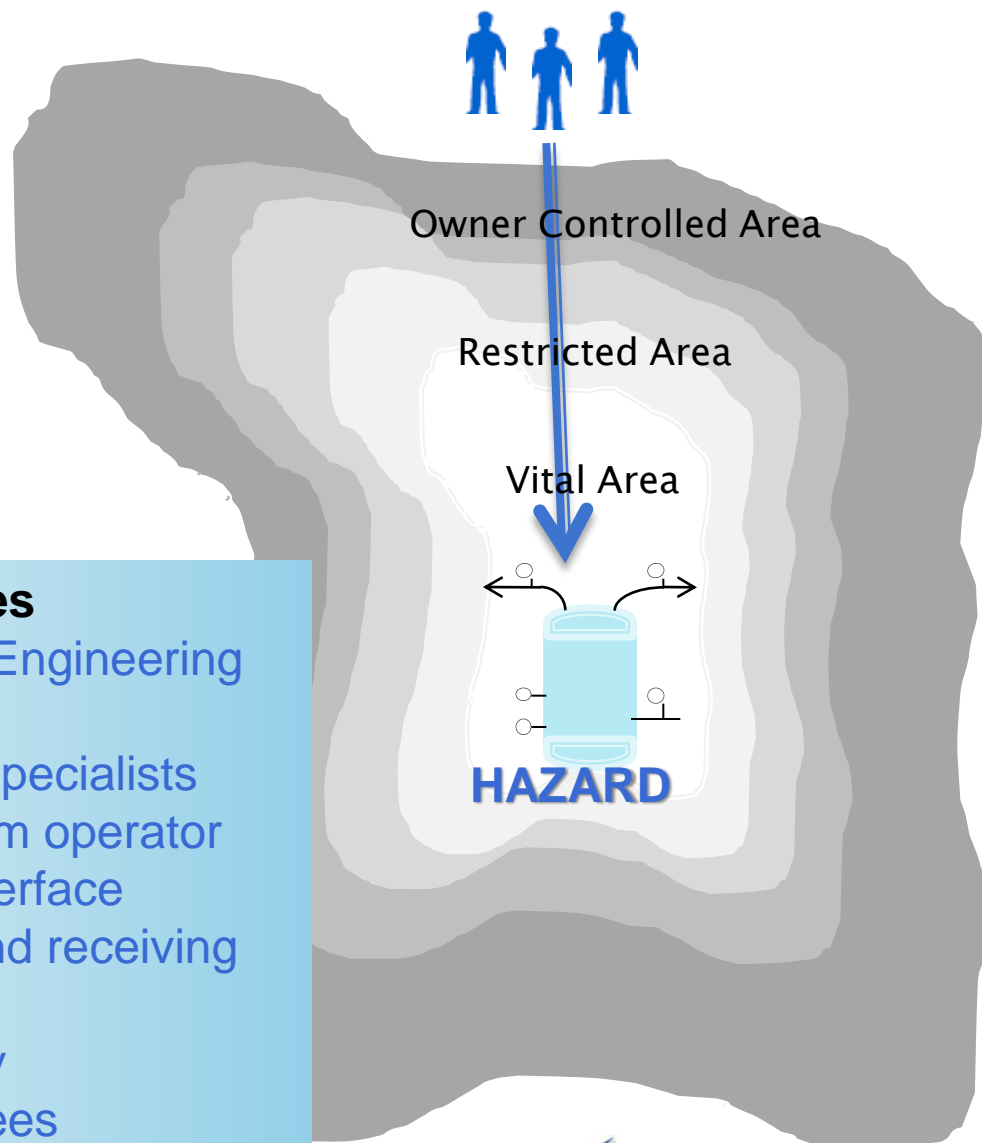 Owner Controlled Area
Restricted Area
Vital Area
HAZARD
es
Engineering
pecialists
m operator
erface
nd receiving
y
ees